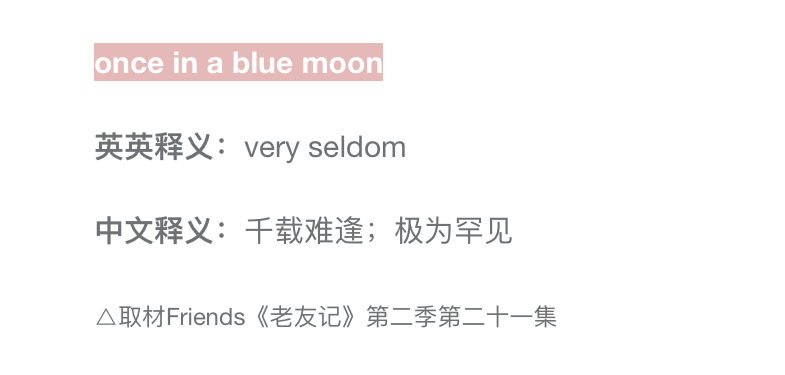 once in a blue moon
英英释义：very seldom
中文释义：千载难逢；极为罕见
△取材Friends《老友记》第二季第二十一集